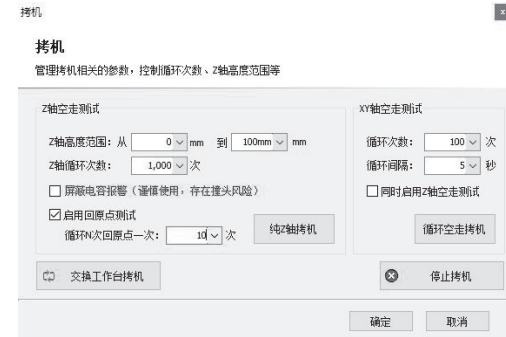 拷机
x
拷机
管理拷机相关的参数，控制循环次数、Z轴高度范围等
Z轴空走测试
Z轴高度范围：从 0 mm 到 100mm mm
Z轴循环次数： 1,000 次
屏蔽电容报警（谨慎使用，存在撞头风险）
启用回原点测试
循环N次回原点一次： 10 次
纯Z轴拷机
XY轴空走测试
循环次数： 100 次
循环间隔： 5 秒
同时启用Z轴空走测试
循环空走拷机
交换工作台拷机
停止拷机
确定 取消